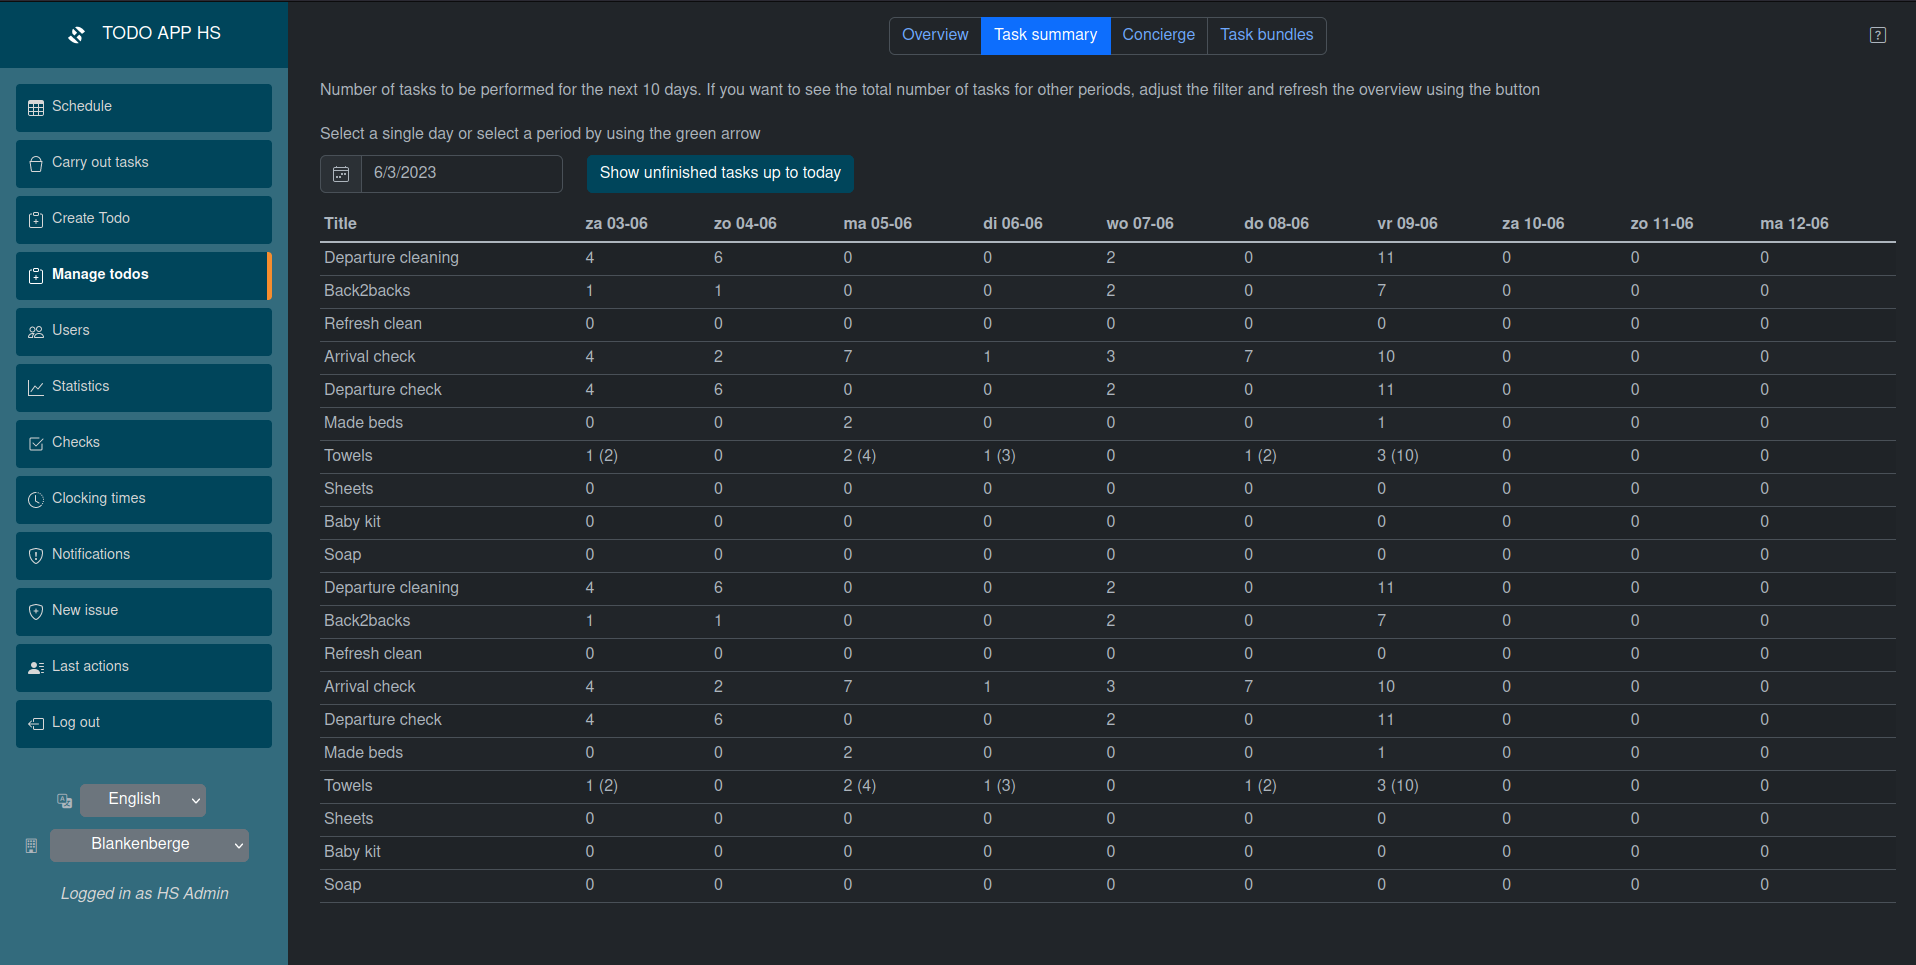 TODO APP HS
Schedule
Carry out tasks
Create Todo
Manage todos
Users
Statistics
Checks
Clocking times
Notifications
New issue
Last actions
Log out
English
Blankenberge
Logged in as HS Admin
Overview Task summary Concierge Task bundles
Number of tasks to be performed for the next 10 days. If you want to see the total number of tasks for other periods, adjust the filter and refresh the overview using the button
Select a single day or select a period by using the green arrow
6/3/2023 Show unfinished tasks up to today
Title za 03-06 zo 04-06 ma 05-06 di 06-06 wo 07-06 do 08-06 vr 09-06 za 10-06 zo 11-06 ma 12-06
Departure cleaning 4 6 0 0 2 0 11 0 0 0
Back2backs 1 1 0 0 2 0 7 0 0 0
Refresh clean 0 0 0 0 0 0 0 0 0 0
Arrival check 4 2 7 1 3 7 10 0 0 0
Departure check 4 6 0 0 2 0 11 0 0 0
Made beds 0 0 2 0 0 0 1 0 0 0
Towels 1 (2) 0 2 (4) 1 (3) 0 1 (2) 3 (10) 0 0 0
Sheets 0 0 0 0 0 0 0 0 0 0
Baby kit 0 0 0 0 0 0 0 0 0 0
Soap 0 0 0 0 0 0 0 0 0 0
Departure cleaning 4 6 0 0 2 0 11 0 0 0
Back2backs 1 1 0 0 2 0 7 0 0 0
Refresh clean 0 0 0 0 0 0 0 0 0 0
Arrival check 4 2 7 1 3 7 10 0 0 0
Departure check 4 6 0 0 2 0 11 0 0 0
Made beds 0 0 2 0 0 0 1 0 0 0
Towels 1 (2) 0 2 (4) 1 (3) 0 1 (2) 3 (10) 0 0 0
Sheets 0 0 0 0 0 0 0 0 0 0
Baby kit 0 0 0 0 0 0 0 0 0 0
Soap 0 0 0 0 0 0 0 0 0 0